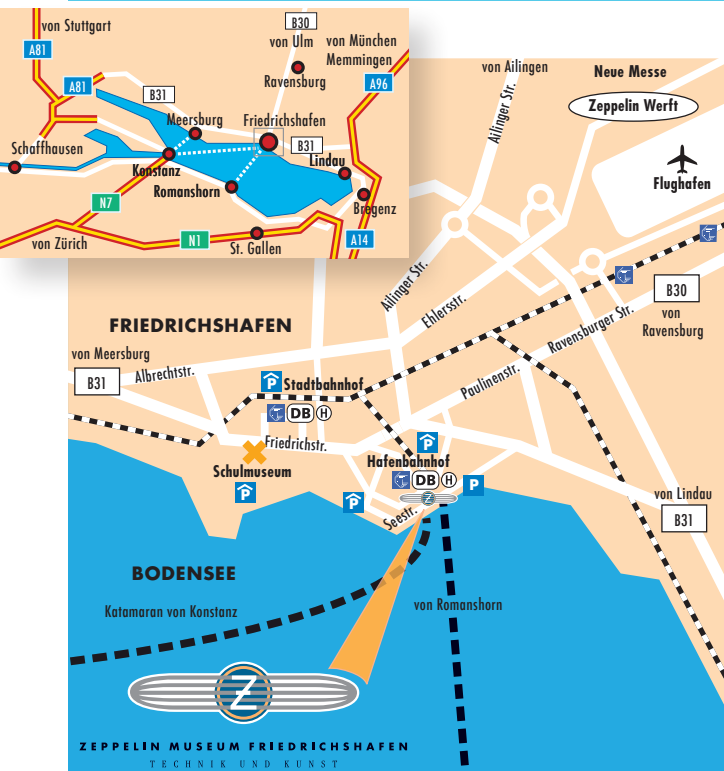 von Stuttgart
A81
B30
von Ulm
von München
Memmingen
A81
B31
Ravensburg
A96
Meersburg
Friedrichshafen
B31
Schaffhausen
Konstanz
Lindau
Romanshorn
N7
Bregenz
von Zürich
N1
St. Gallen
A14
von Ailingen
Neue Messe
Zeppelin Werft
Ailinger Str.
Flughafen
Ailinger Str.
Ehlersstr.
B30
von
Ravensburg
Ravensburger Str.
FRIEDRICHSHAFEN
von Meersburg
B31
Albrechtstr.
P
Stadtbahnhof
DB
H
Paulinenstr.
Friedrichstr.
P
Schulmuseum
Hafenbahnhof
DB
H
P
P
P
Z
Seestr.
von Lindau
B31
BODENSEE
Katamaran von Konstanz
von Romanshorn
Z
ZEPPELIN MUSEUM FRIEDRICHSHAFEN
TECHNIK UND KUNST